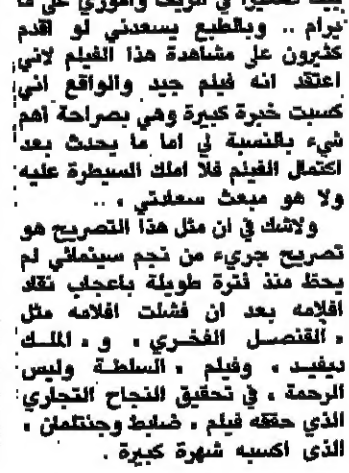 يرام .. وبالطبع يسعدني لو اقدم
كثيرون على مشاهدة هذا الفيلم لاني
اعتقد انه فيلم جيد والواقع اني
كسبت خبرة كبيرة وهي بصراحة اهم
شيء بالنسبة لي اما ما يحدث بعد
اكتمال الفيلم فلا املك السيطرة عليه
ولا هو مبعث سعادتي » ..
ولاشك في ان مثل هذا التصريح هو
تصريح جريء من نجم سينمائي لم
يحظ منذ فترة طويلة باعجاب نقاد
افلامه بعد ان فشلت افلامه مثل
« القنصل الفخري » و « الملك
ديفيد » وفيلم « السلطة وليس
الرحمة » في تحقيق النجاح التجاري
الذي حققه فيلم « ضابط وجنتلمان »
الذي اكسبه شهرة كبيرة .